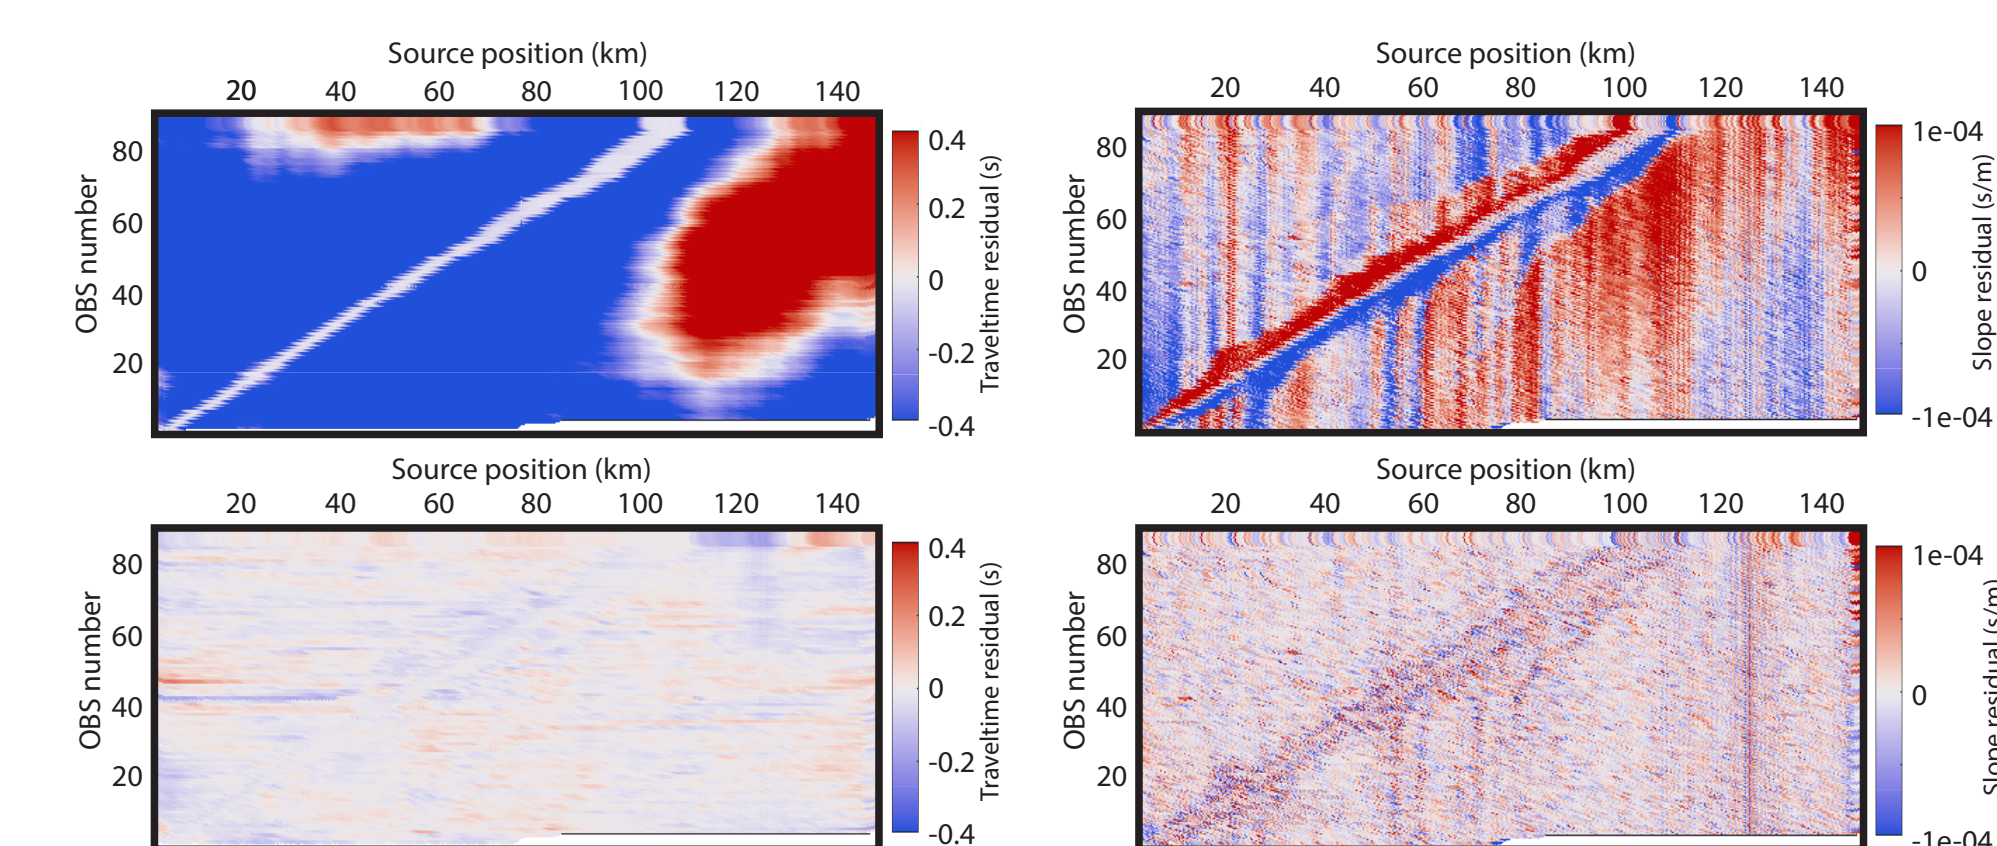 Source position (km)
20 40 60 80 100 120 140
OBS number
80
60
40
20
0.4
0.2
0
-0.2
-0.4
Traveltime residual (s)
Source position (km)
20 40 60 80 100 120 140
OBS number
80
60
40
20
1e-04
0
-1e-04
Slope residual (s/m)
Source position (km)
20 40 60 80 100 120 140
OBS number
80
60
40
20
0.4
0.2
0
-0.2
-0.4
Traveltime residual (s)
Source position (km)
20 40 60 80 100 120 140
OBS number
80
60
40
20
1e-04
0
-1e-04
Slope residual (s/m)